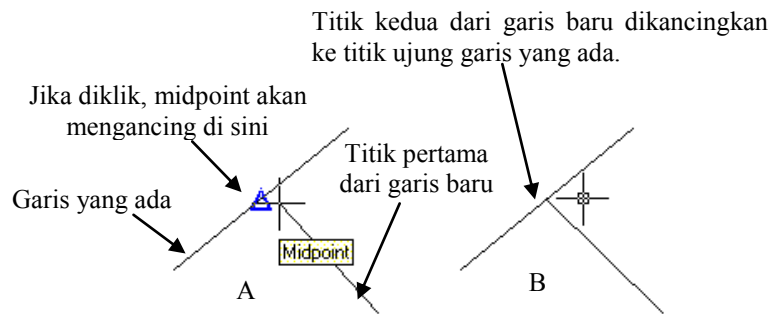 Titik kedua dari garis baru dikancingkan
ke titik ujung garis yang ada.
Jika diklik, midpoint akan
mengancing di sini
Titik pertama
dari garis baru
Garis yang ada
Midpoint
A
B